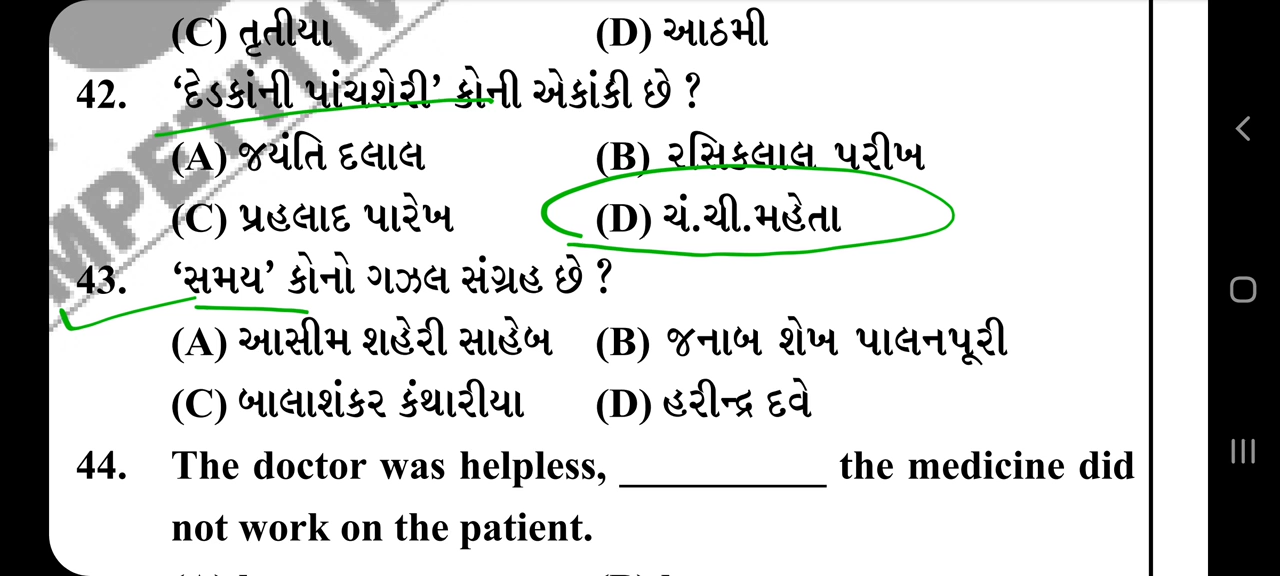 (C) તૃતીયા (D) આઠમી
42. ‘દેડકાંની પાંચશેરી’ કોની એકાંકી છે ?
(A) જયંતિ દલાલ (B) રસિકલાલ પરીખ
(C) પ્રહલાદ પારેખ (D) ચં.ચી.મહેતા
43. ‘સમય’ કોનો ગઝલ સંગ્રહ છે ?
(A) આસીમ શહેરી સાહેબ (B) જનાબ શેખ પાલનપૂરી
(C) બાલાશંકર કંથારીયા (D) હરીન્દ્ર દવે
44. The doctor was helpless, __________ the medicine did
not work on the patient.